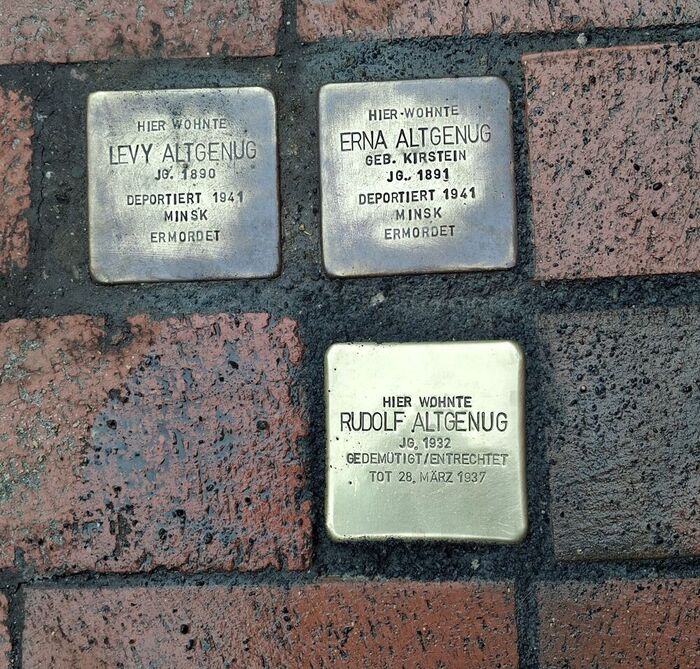 HIER WOHNTE
LEVY ALTGENUG
JG. 1890
DEPORTIERT 1941
MINSK
ERMORDET
HIER WOHNTE
ERNA ALTGENUG
GEB. KIRSTEIN
JG. 1891
DEPORTIERT 1941
MINSK
ERMORDET
HIER WOHNTE
RUDOLF ALTGENUG
JG. 1932
GEDEMÜTIGT/ENTRECHTET
TOT 28. MÄRZ 1937